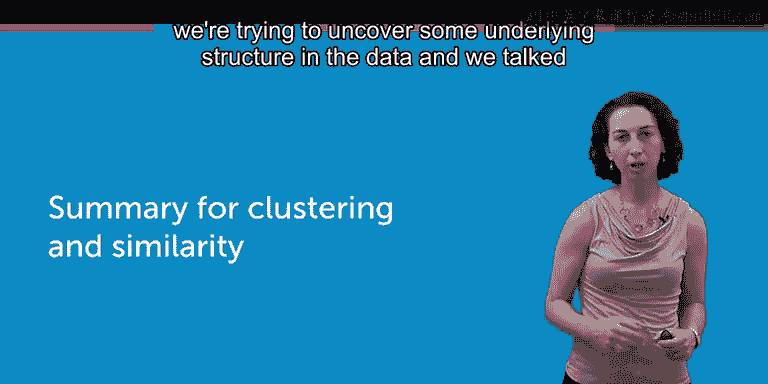 we're trying to uncover some underlying
structure in the data and we talked
Summary for clustering
and similarity